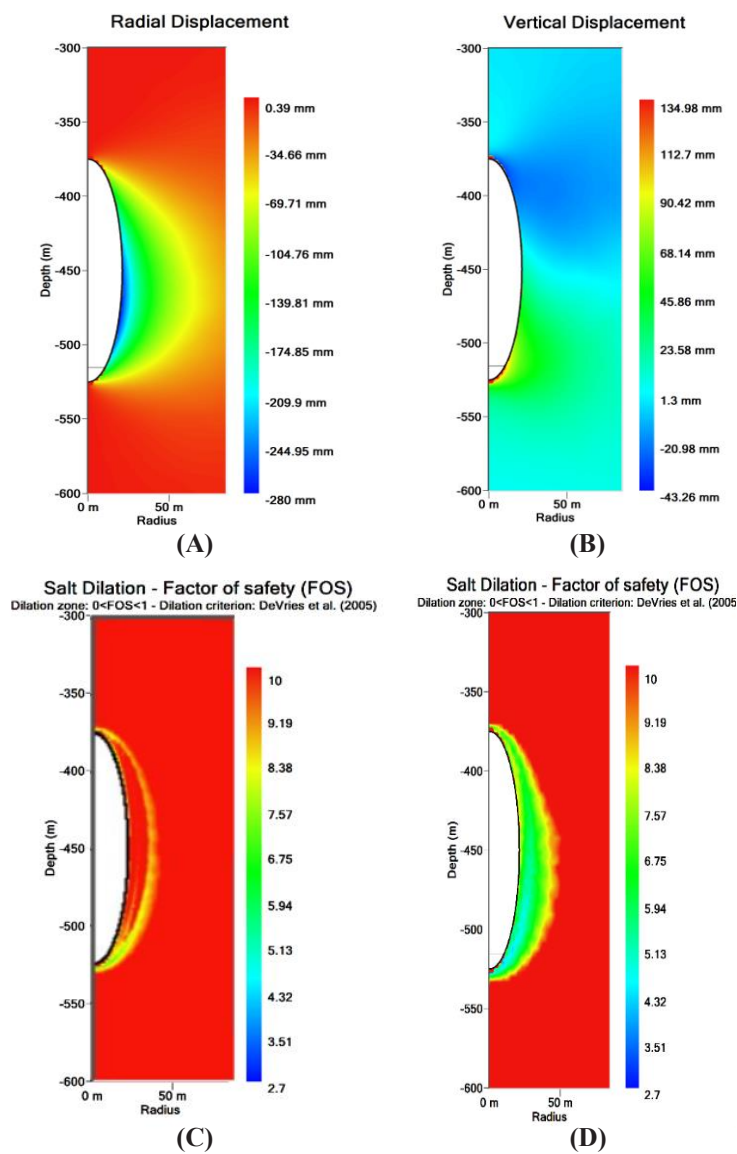 Radial Displacement
-300
-350
-400
-450
-500
-550
-600
Depth (m)
0 m
50 m
Radius
0.39 mm
-34.66 mm
-69.71 mm
-104.76 mm
-139.81 mm
-174.85 mm
-209.9 mm
-244.95 mm
-280 mm
(A)
Vertical Displacement
-300
-350
-400
-450
-500
-550
-600
Depth (m)
0 m
50 m
Radius
134.98 mm
112.7 mm
90.42 mm
68.14 mm
45.86 mm
23.58 mm
1.3 mm
-20.98 mm
-43.26 mm
(B)
Salt Dilation - Factor of safety (FOS)
Dilation zone: 0<FOS<1 - Dilation criterion: DeVries et al. (2005)
-300
-350
-400
-450
-500
-550
-600
Depth (m)
0 m
50 m
Radius
10
9.19
8.38
7.57
6.75
5.94
5.13
4.32
3.51
2.7
(C)
Salt Dilation - Factor of safety (FOS)
Dilation zone: 0<FOS<1 - Dilation criterion: DeVries et al. (2005
-300
-350
-400
-450
-500
-550
-600
Depth (m)
0 m
50 m
Radius
10
9.19
8.38
7.57
6.75
5.94
5.13
4.32
3.51
2.7
(D)